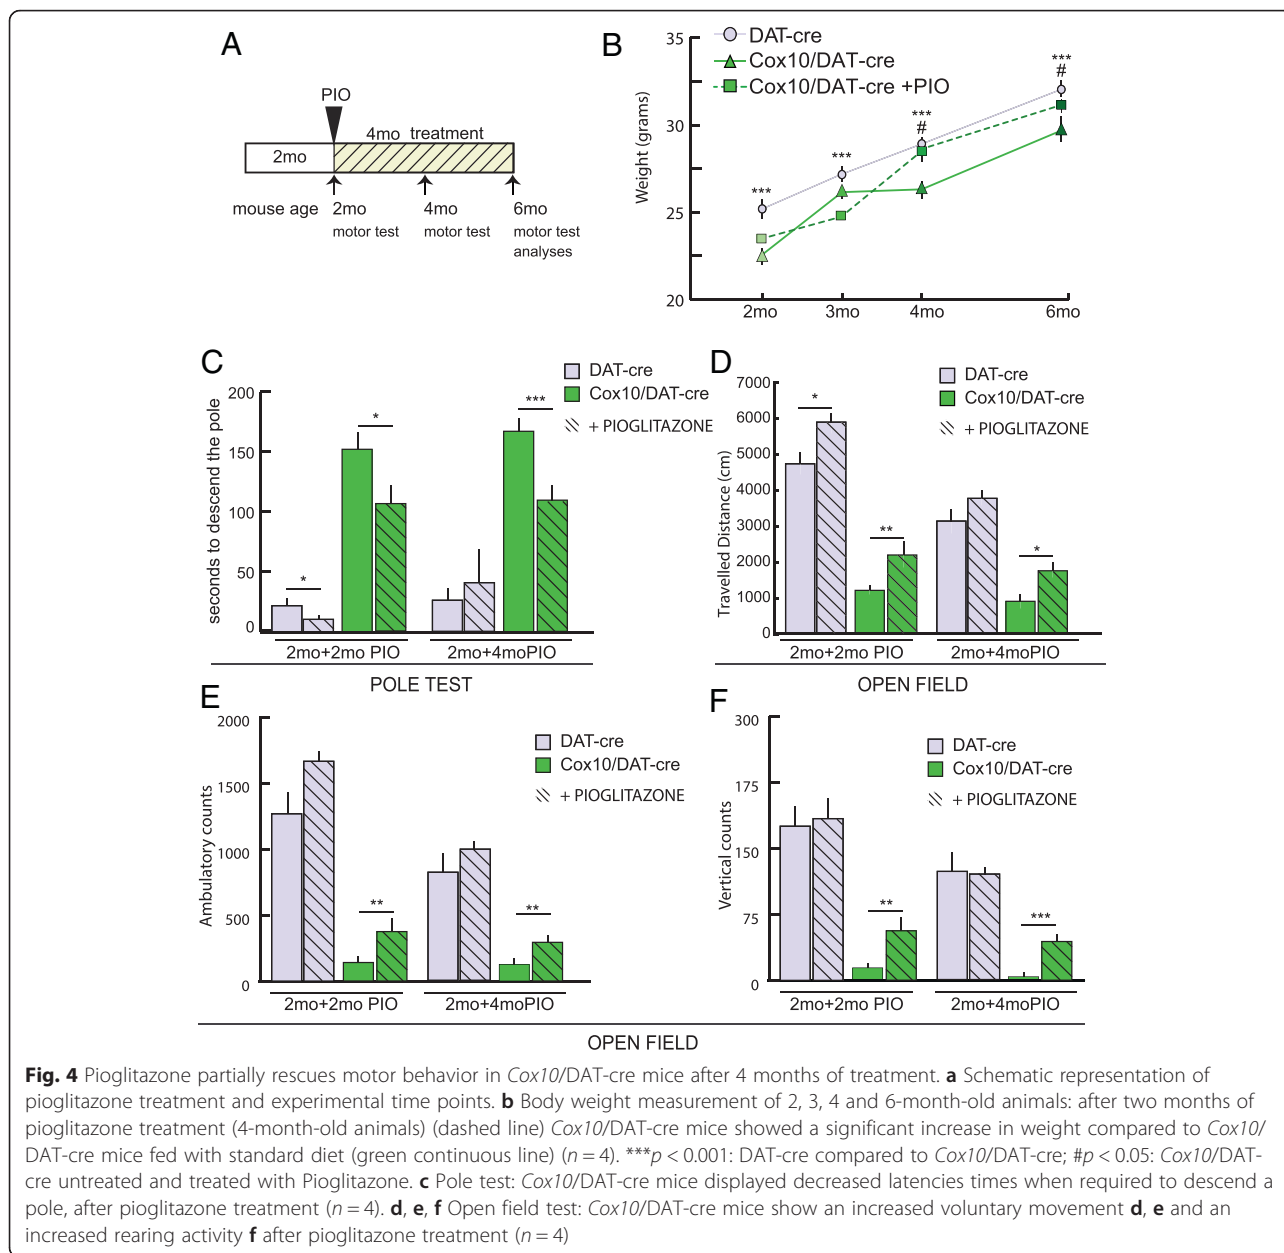 A
PIO
4mo treatment
2mo
mouse age
2mo
motor test
4mo
motor test
6mo
motor test
analyses
B
DAT-cre
Cox10/DAT-cre
Cox10/DAT-cre +PIO
Weight (grams)
35
30
25
20
***
***
***
#
***
#
2mo
3mo
4mo
6mo
C
DAT-cre
Cox10/DAT-cre
+ PIOGLITAZONE
seconds to descend the pole
200
150
100
50
0
*
*
***
2mo+2mo PIO
2mo+4moPIO
POLE TEST
D
DAT-cre
Cox10/DAT-cre
+ PIOGLITAZONE
Travelled Distance (cm)
7000
6000
5000
4000
3000
2000
1000
0
*
**
*
2mo+2mo PIO
2mo+4moPIO
OPEN FIELD
E
DAT-cre
Cox10/DAT-cre
+ PIOGLITAZONE
Ambulatory counts
2000
1500
1000
500
0
**
**
2mo+2mo PIO
2mo+4moPIO
F
DAT-cre
Cox10/DAT-cre
+ PIOGLITAZONE
Vertical counts
300
175
150
75
0
**
***
2mo+2mo PIO
2mo+4moPIO
OPEN FIELD
Fig. 4 Pioglitazone partially rescues motor behavior in Cox10/DAT-cre mice after 4 months of treatment. a Schematic representation of
pioglitazone treatment and experimental time points. b Body weight measurement of 2, 3, 4 and 6-month-old animals: after two months of
pioglitazone treatment (4-month-old animals) (dashed line) Cox10/DAT-cre mice showed a significant increase in weight compared to Cox10/
DAT-cre mice fed with standard diet (green continuous line) (n = 4). ***p < 0.001: DAT-cre compared to Cox10/DAT-cre; #p < 0.05: Cox10/DAT-
cre untreated and treated with Pioglitazone. c Pole test: Cox10/DAT-cre mice displayed decreased latencies times when required to descend a
pole, after pioglitazone treatment (n = 4). d, e, f Open field test: Cox10/DAT-cre mice show an increased voluntary movement d, e and an
increased rearing activity f after pioglitazone treatment (n = 4)